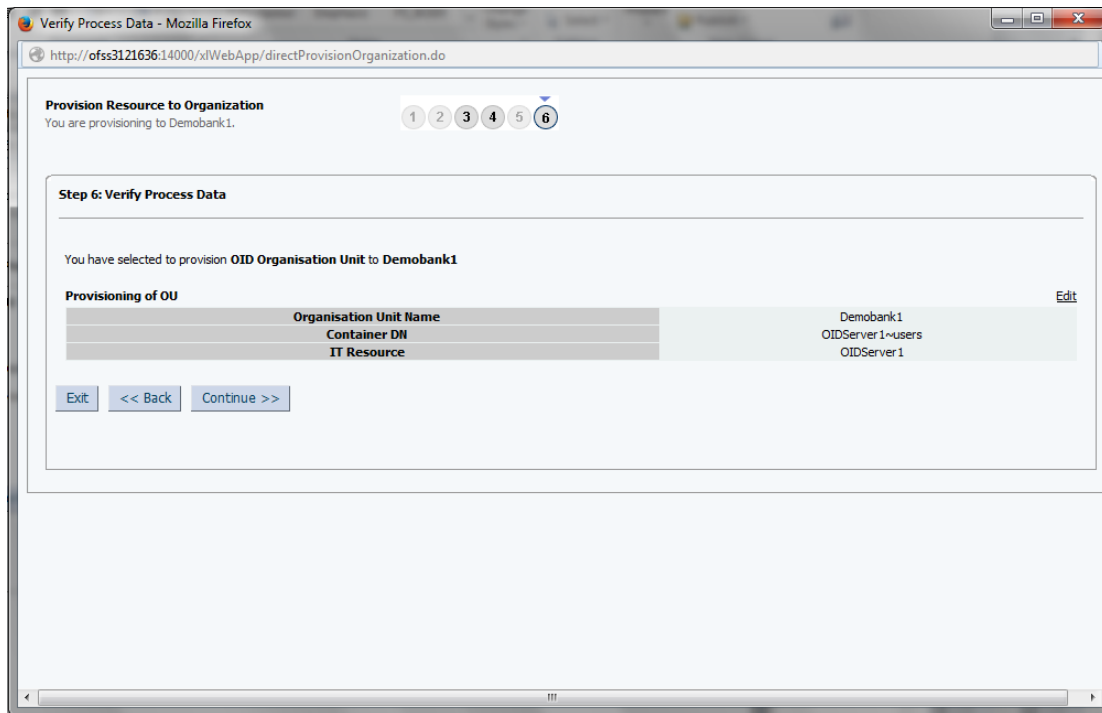 Verify Process Data - Mozilla Firefox
http://ofss3121636:14000/xlWebApp/directProvisionOrganization.do
Provision Resource to Organization
You are provisioning to Demobank1.
1 2 3 4 5 6
Step 6: Verify Process Data
You have selected to provision OID Organisation Unit to Demobank1
Provisioning of OU Edit
Organisation Unit Name Demobank1
Container DN OIDServer1~users
IT Resource OIDServer1
Exit << Back Continue >>